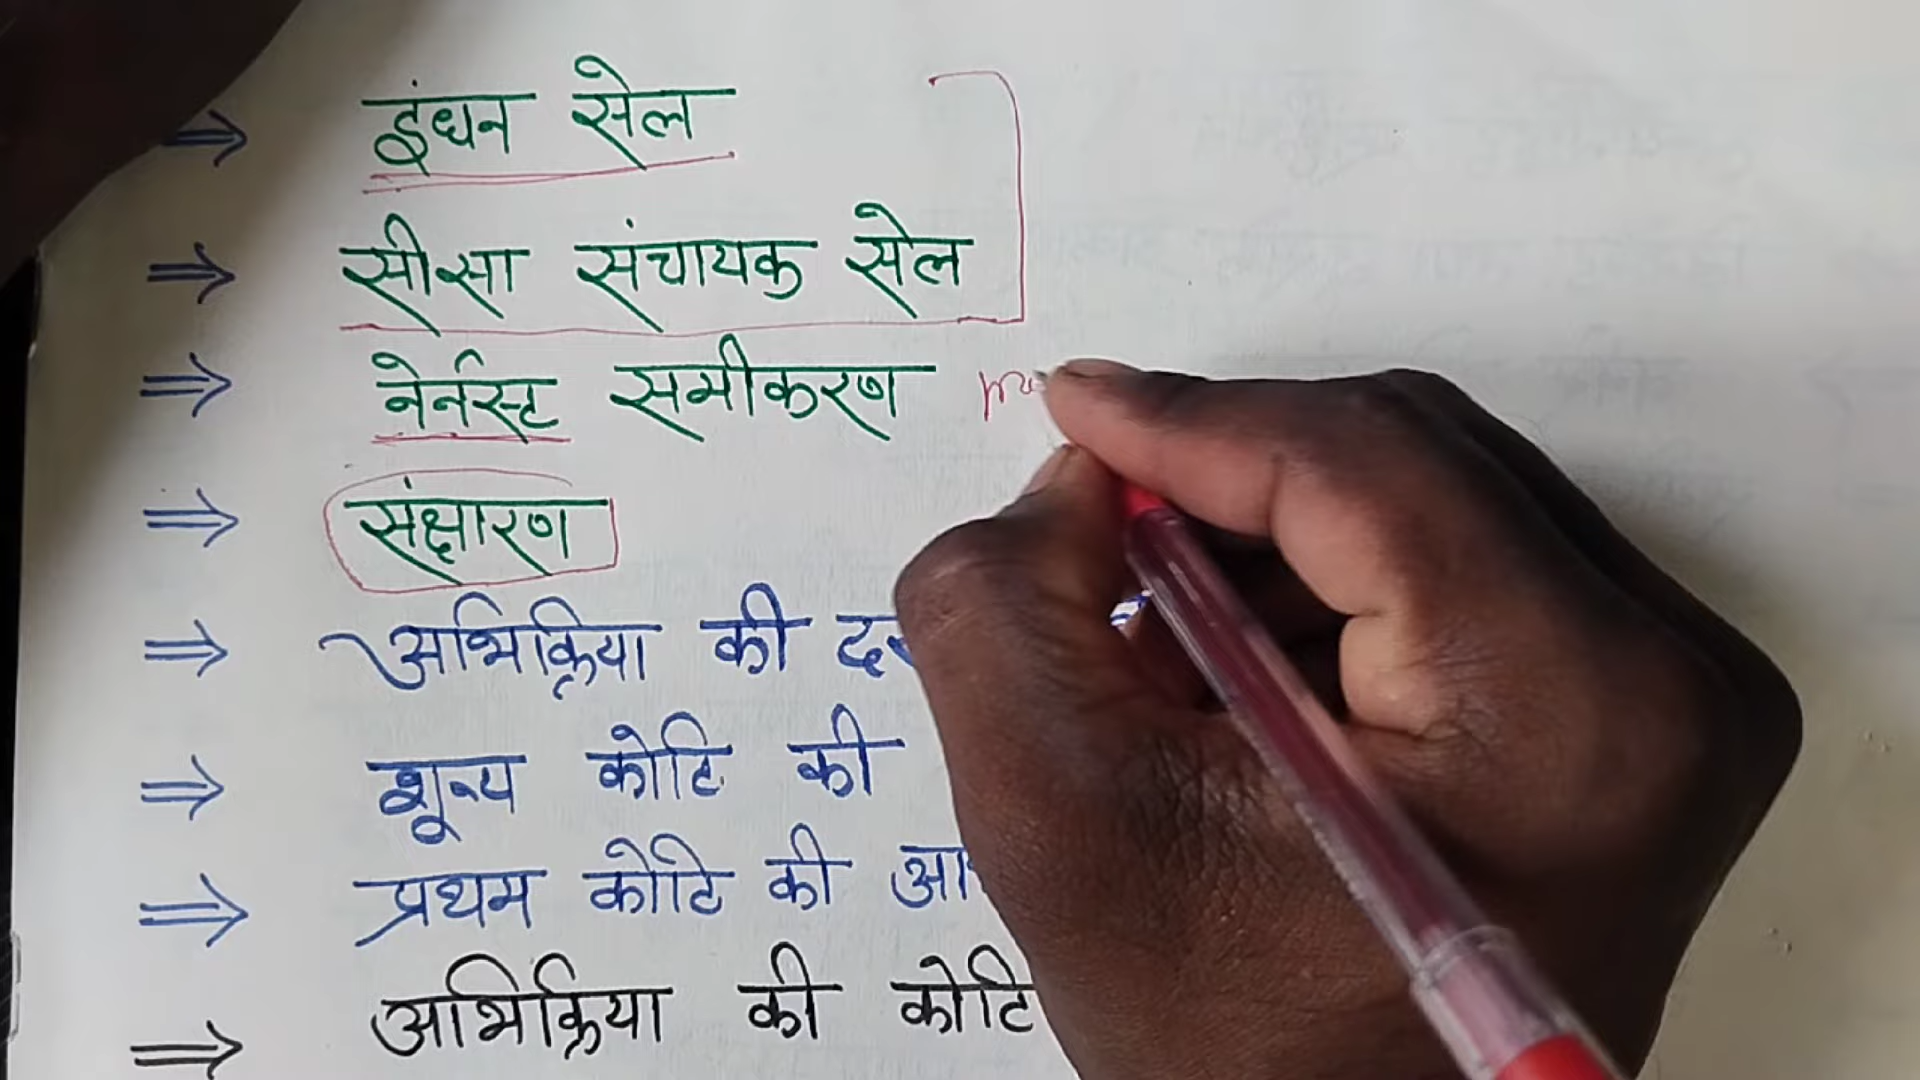 ⇒ इंधन सेल
⇒ सीसा संचायक सेल
⇒ नेर्नस्ट समीकरण
⇒ संक्षारण
⇒ अभिक्रिया की
⇒ शून्य कोटि की
⇒ प्रथम कोटि की
⇒ अभिक्रिया की कोटि